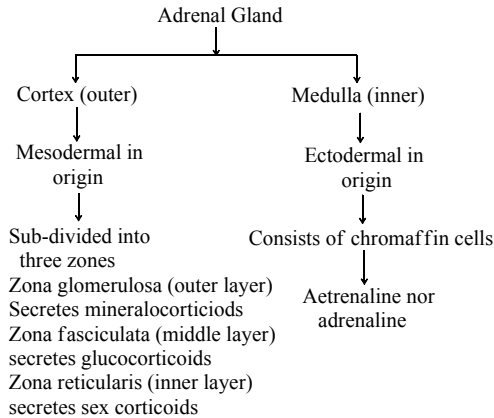 Adrenal Gland
Cortex (outer)
Mesodermal in
origin
Sub-divided into
three zones
Zona glomerulosa (outer layer)
Secretes mineralocorticiods
Zona fasciculata (middle layer)
secretes glucocorticoids
Zona reticularis (inner layer)
secretes sex corticoids
Medulla (inner)
Ectodermal in
origin
Consists of chromaffin cells
Aetrenaline nor
adrenaline